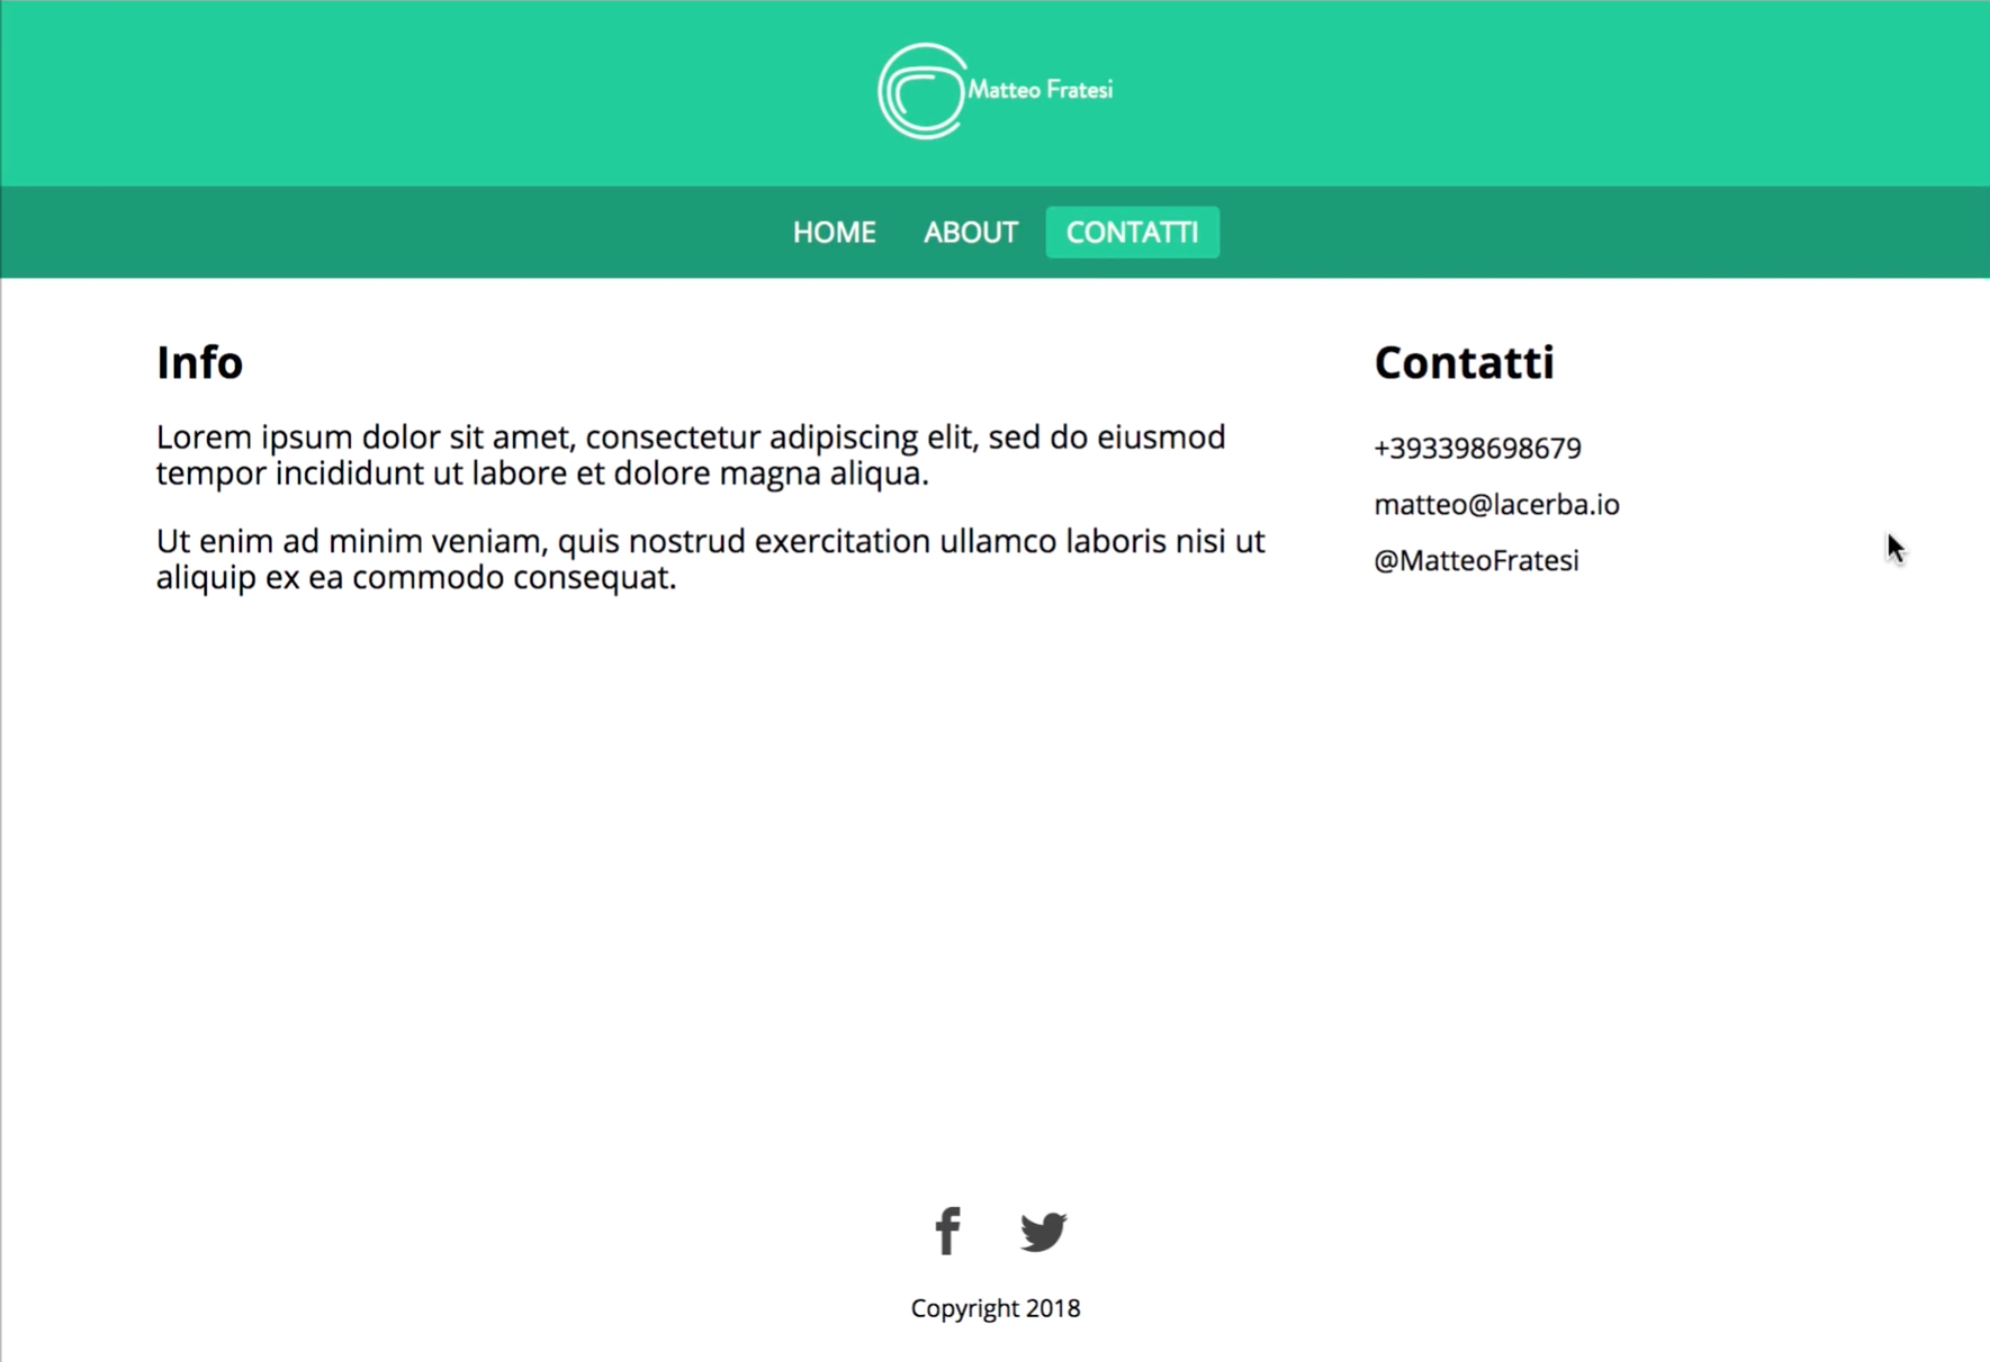 Matteo Fratesi
HOME ABOUT CONTATTI
Info
Lorem ipsum dolor sit amet, consectetur adipiscing elit, sed do eiusmod
tempor incididunt ut labore et dolore magna aliqua.
Ut enim ad minim veniam, quis nostrud exercitation ullamco laboris nisi ut
aliquip ex ea commodo consequat.
Contatti
+393398698679
matteo@lacerba.io
@MatteoFratesi
Copyright 2018